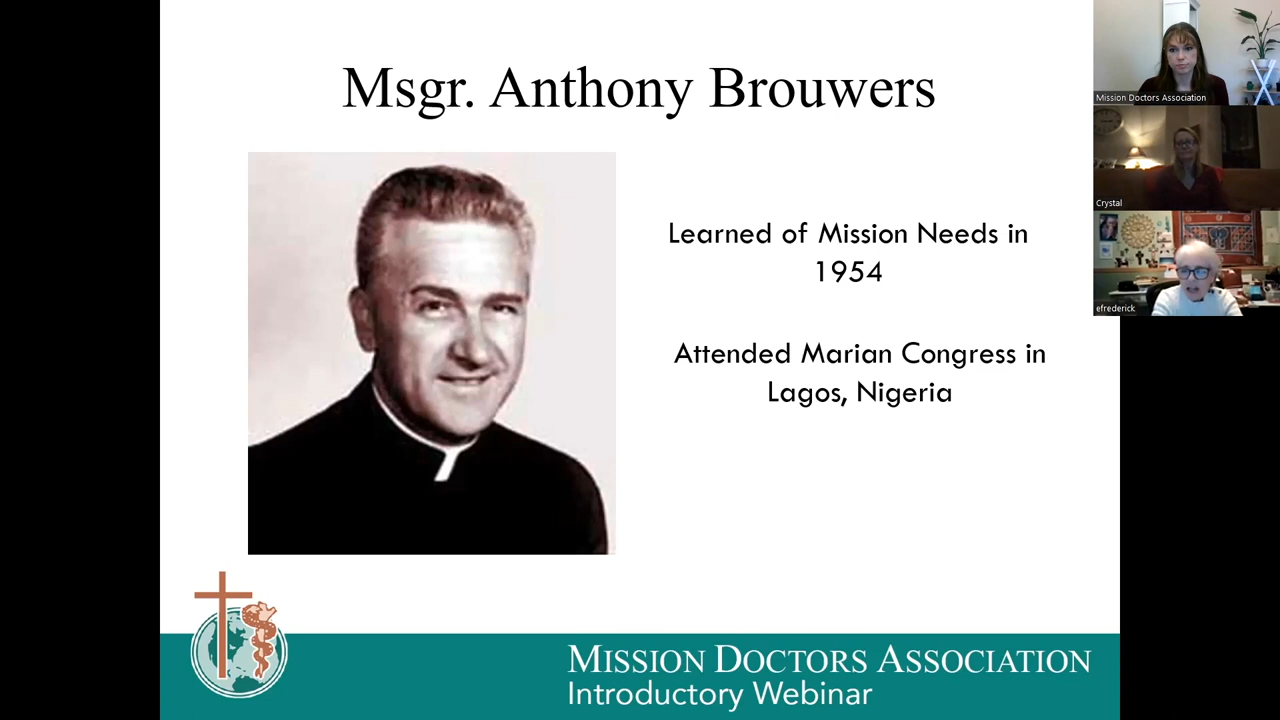 Msgr. Anthony Brouwers
Learned of Mission Needs in
1954
Attended Marian Congress in
Lagos, Nigeria
MISSION DOCTORS ASSOCIATION
Introductory Webinar
Mission Doctors Association
Crystal
efrederick